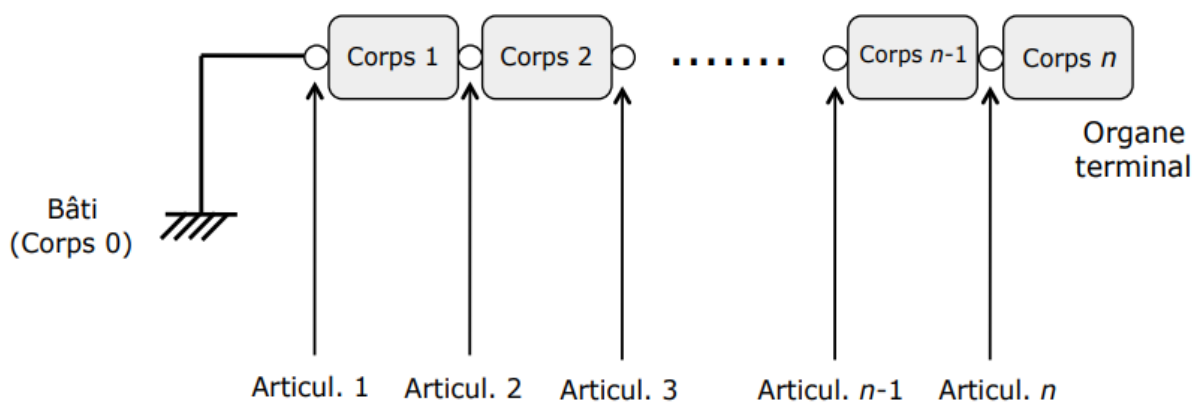 Corps 1
Corps 2
.......
Corps n-1
Corps n
Organe
terminal
Bâti
(Corps 0)
Articul. 1
Articul. 2
Articul. 3
Articul. n-1
Articul. n